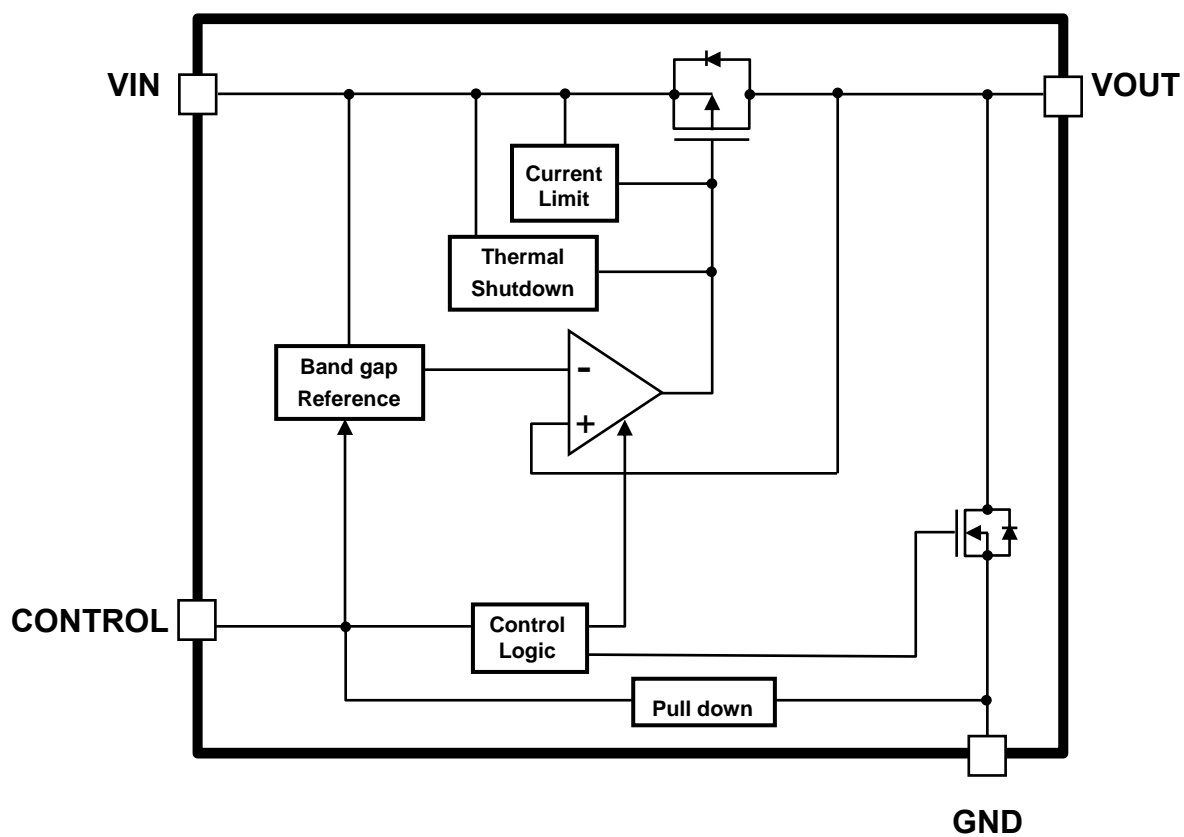 VIN
VOUT
Current
Limit
Thermal
Shutdown
Band gap
Reference
-
+
CONTROL
Control
Logic
Pull down
GND